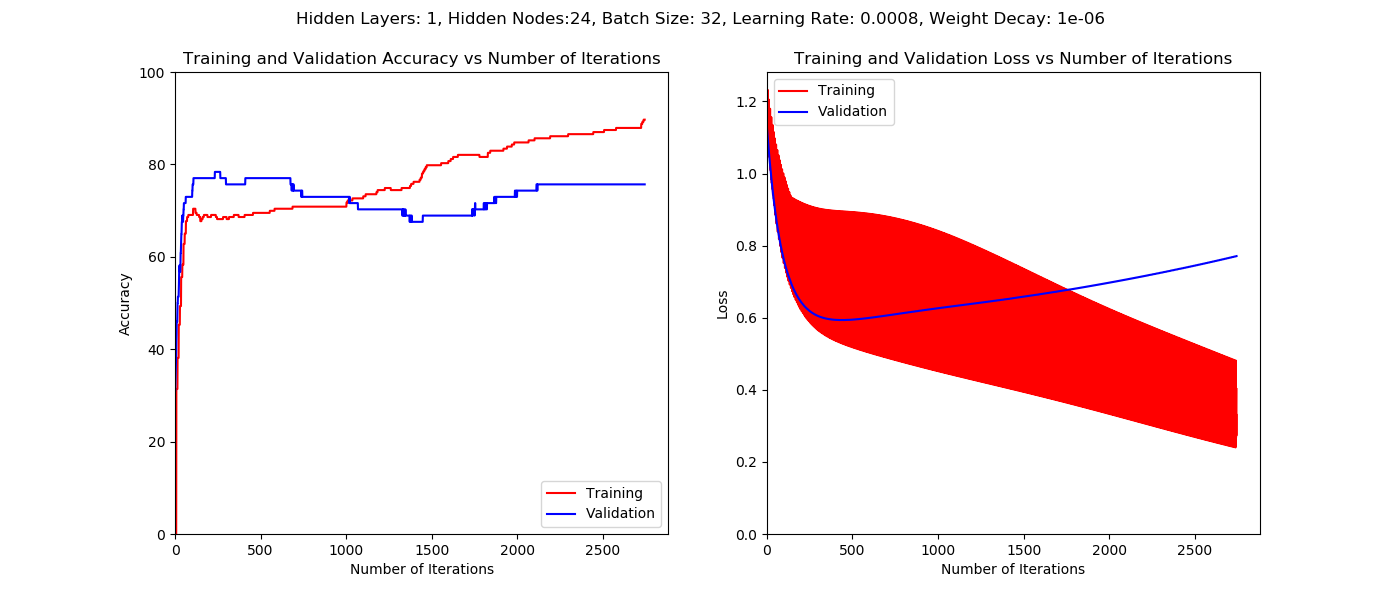 Hidden Layers: 1, Hidden Nodes:24, Batch Size: 32, Learning Rate: 0.0008, Weight Decay: 1e-06
Training and Validation Accuracy vs Number of Iterations
100
80
60
40
20
0
Accuracy
0 500 1000 1500 2000 2500
Number of Iterations
Training
Validation
Training and Validation Loss vs Number of Iterations
1.2
1.0
0.8
0.6
0.4
0.2
0.0
Loss
0 500 1000 1500 2000 2500
Number of Iterations
Training
Validation